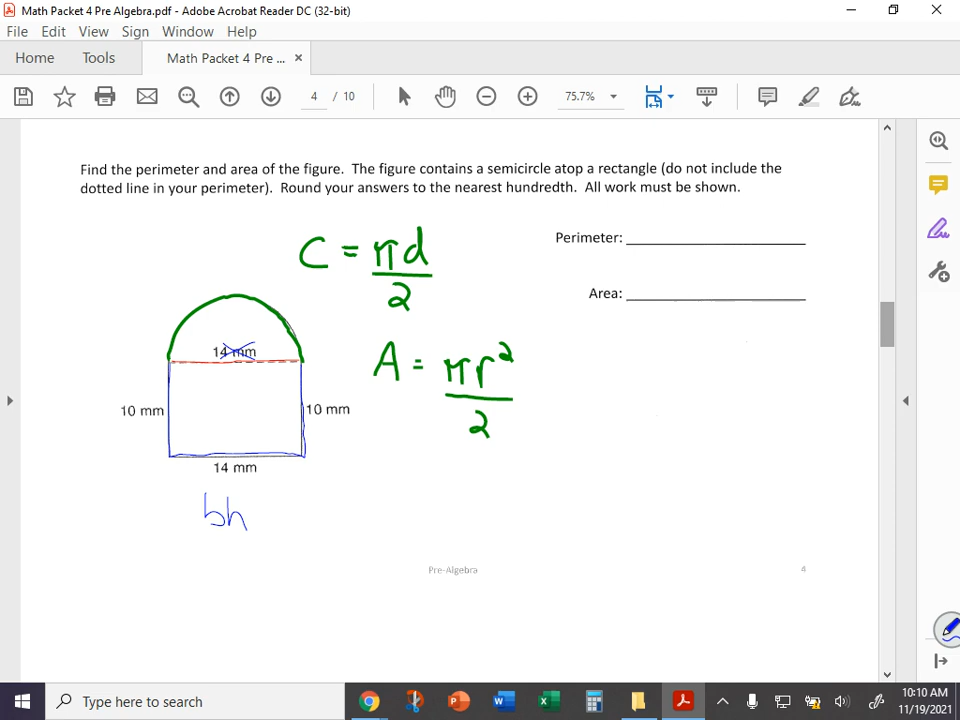 Math Packet 4 Pre Algebra.pdf - Adobe Acrobat Reader DC (32-bit)
File Edit View Sign Window Help
Home Tools Math Packet 4 Pre ... ×
4 / 10 75.7%
Find the perimeter and area of the figure. The figure contains a semicircle atop a rectangle (do not include the
dotted line in your perimeter). Round your answers to the nearest hundredth. All work must be shown.
C = πd/2
Perimeter: ____________________
Area: ____________________
14 mm
A = πr²/2
10 mm 10 mm
14 mm
bh
Pre-Algebra 4
Type here to search
10:10 AM
11/19/2021